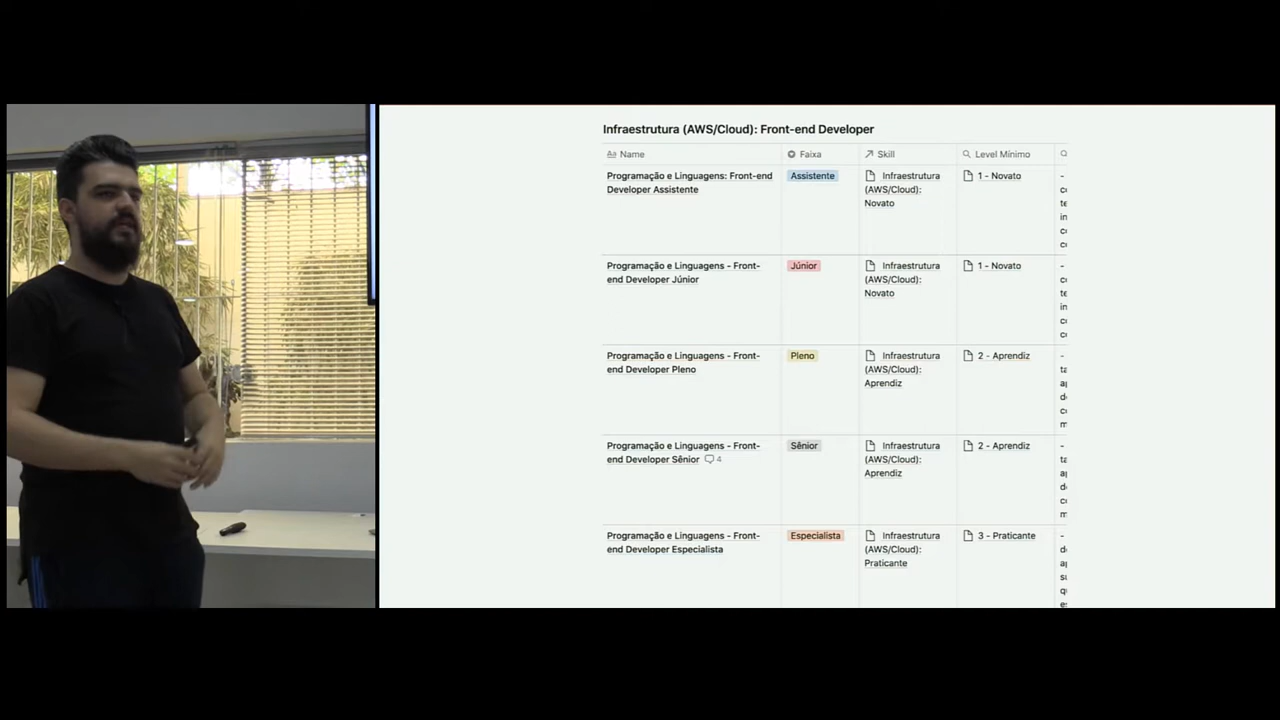 Infraestrutura (AWS/Cloud): Front-end Developer
Name Faixa Skill Level Mínimo
Programação e Linguagens: Front-end Developer Assistente
Assistente
Infraestrutura (AWS/Cloud): Novato
1 - Novato
Programação e Linguagens - Front-end Developer Júnior
Júnior
Infraestrutura (AWS/Cloud): Novato
1 - Novato
Programação e Linguagens - Front-end Developer Pleno
Pleno
Infraestrutura (AWS/Cloud): Aprendiz
2 - Aprendiz
Programação e Linguagens - Front-end Developer Sênior 4
Sênior
Infraestrutura (AWS/Cloud): Aprendiz
2 - Aprendiz
Programação e Linguagens - Front-end Developer Especialista
Especialista
Infraestrutura (AWS/Cloud): Praticante
3 - Praticante